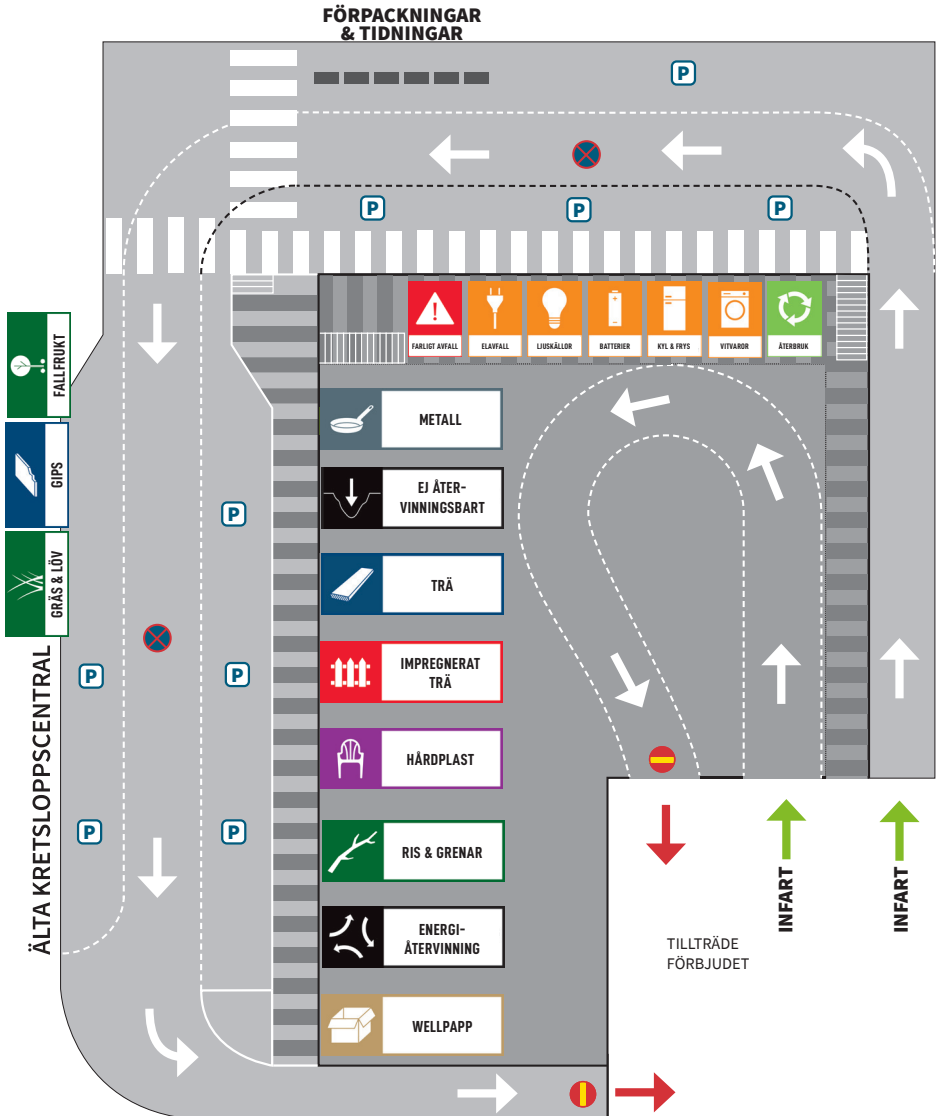 FÖRPACKNINGAR
& TIDNINGAR
P
P
P
P
FARLIGT AVFALL
ELAVFALL
LJUSKÄLLOR
BATTERIER
KYL & FRYS
VITVAROR
ÅTERBRUK
FALLFRUKT
GIPS
GRÄS & LÖV
ÄLTA KRETSLOPPSCENTRAL
P
P
P
P
P
METALL
EJ ÅTER-
VINNINGSBART
TRÄ
IMPREGNERAT
TRÄ
HÅRDPLAST
RIS & GRENAR
ENERGI-
ÅTERVINNING
WELLPAPP
INFART
INFART
TILLTRÄDE
FÖRBJUDET